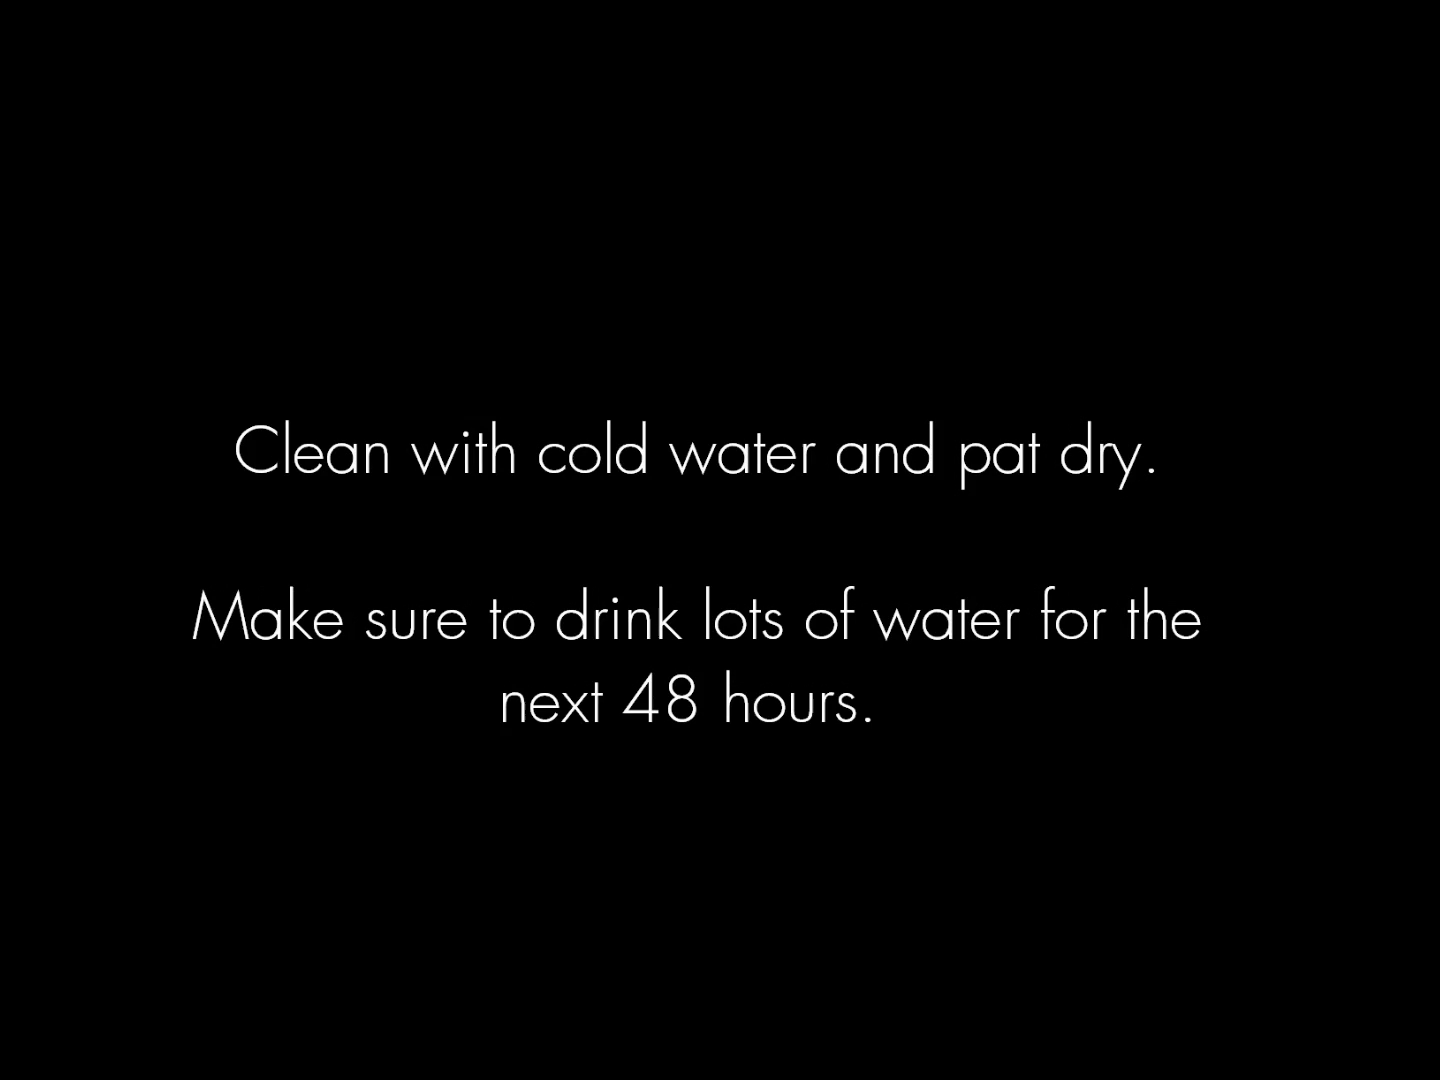 Clean with cold water and pat dry.
Make sure to drink lots of water for the
next 48 hours.